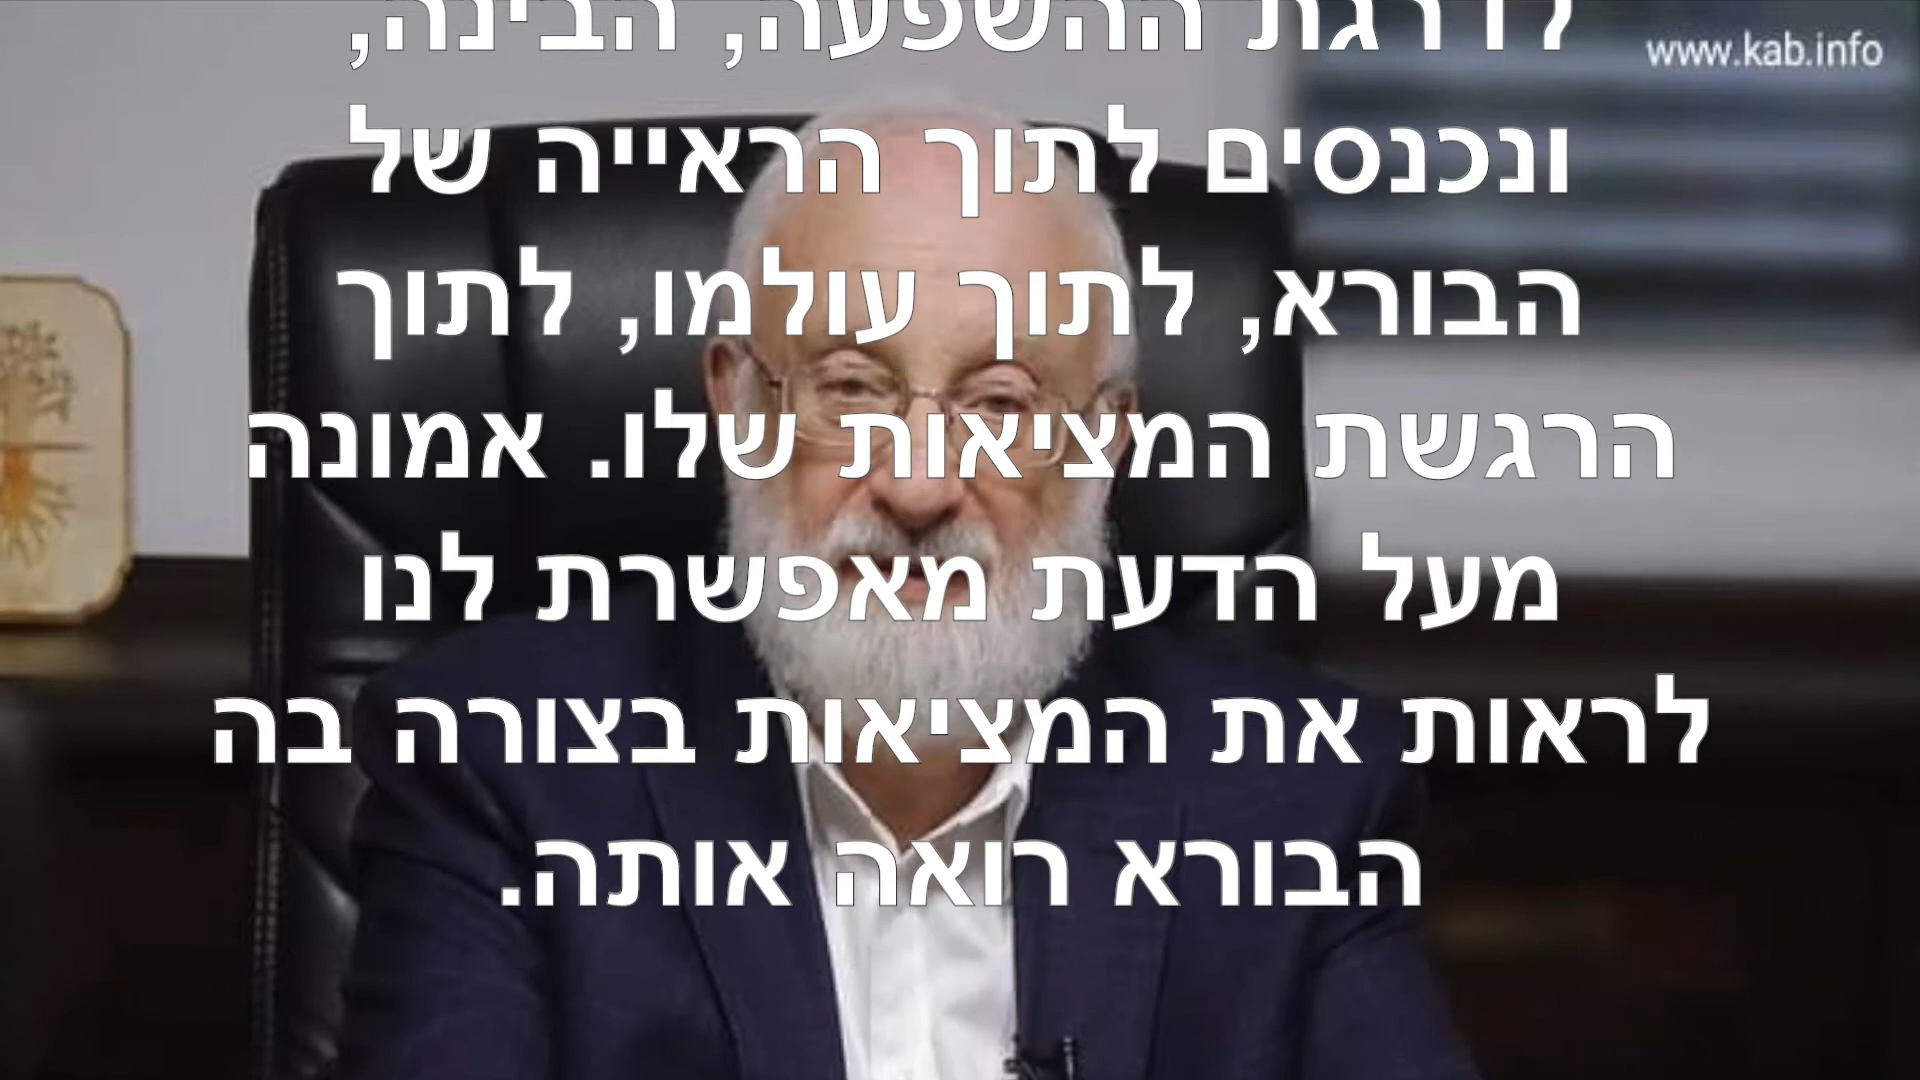 לדרגת ההשפעה, הבינה,
www.kab.info
ונכנסים לתוך הראייה של
הבורא, לתוך עולמו, לתוך
הרגשת המציאות שלו. אמונה
מעל הדעת מאפשרת לנו
לראות את המציאות בצורה בה
הבורא רואה אותה.